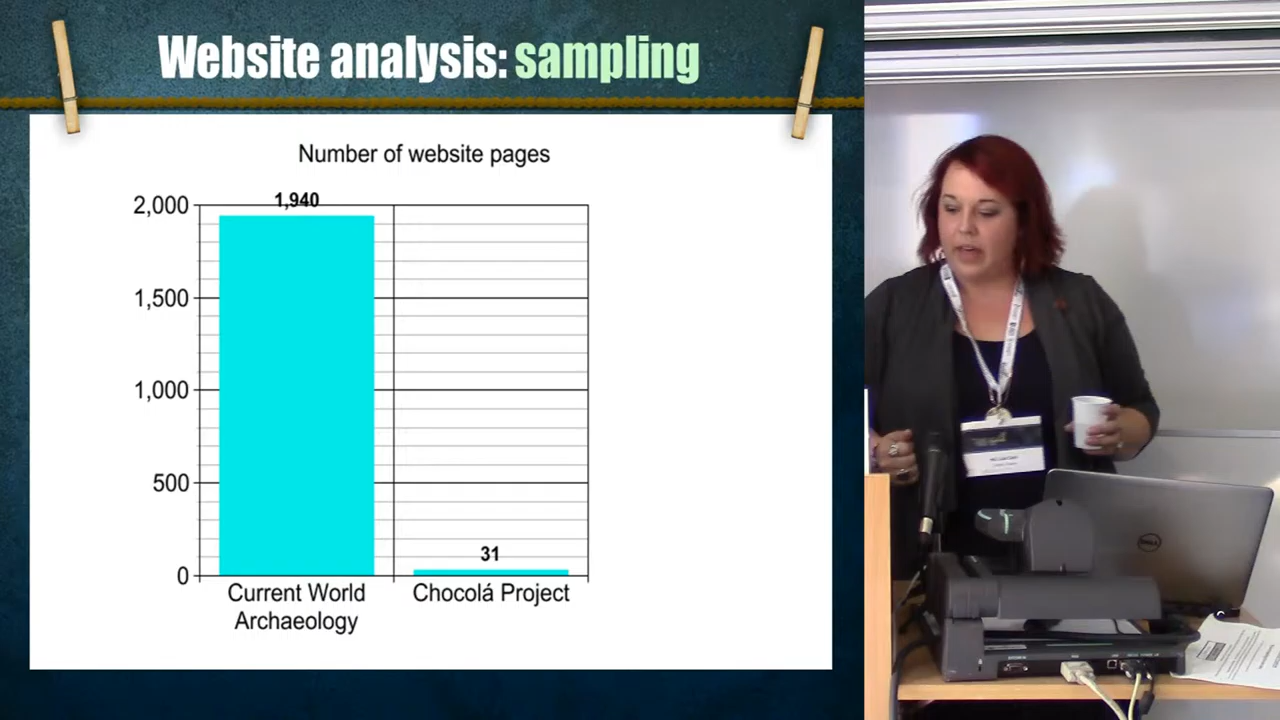 Website analysis: sampling
Number of website pages
1,940
2,000
1,500
1,000
500
31
0
Current World
Archaeology
Chocolá Project
DELL